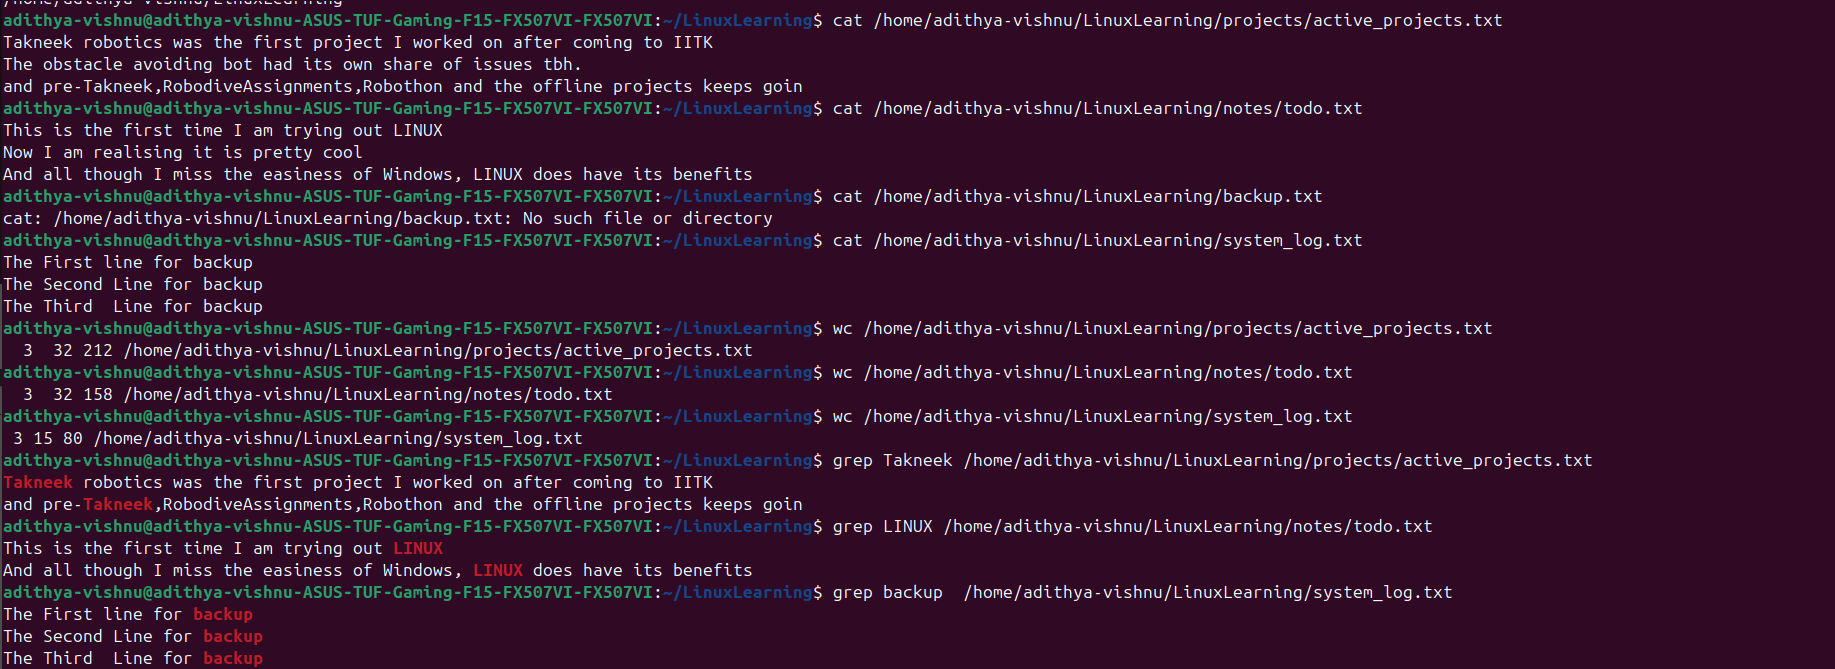 /home/adithya-vishnu/LinuxLearning
adithya-vishnu@adithya-vishnu-ASUS-TUF-Gaming-F15-FX507VI-FX507VI:~/LinuxLearning$ cat /home/adithya-vishnu/LinuxLearning/projects/active_projects.txt
Takneek robotics was the first project I worked on after coming to IITK
The obstacle avoiding bot had its own share of issues tbh.
and pre-Takneek,RobodiveAssignments,Robothon and the offline projects keeps goin
adithya-vishnu@adithya-vishnu-ASUS-TUF-Gaming-F15-FX507VI-FX507VI:~/LinuxLearning$ cat /home/adithya-vishnu/LinuxLearning/notes/todo.txt
This is the first time I am trying out LINUX
Now I am realising it is pretty cool
And all though I miss the easiness of Windows, LINUX does have its benefits
adithya-vishnu@adithya-vishnu-ASUS-TUF-Gaming-F15-FX507VI-FX507VI:~/LinuxLearning$ cat /home/adithya-vishnu/LinuxLearning/backup.txt
cat: /home/adithya-vishnu/LinuxLearning/backup.txt: No such file or directory
adithya-vishnu@adithya-vishnu-ASUS-TUF-Gaming-F15-FX507VI-FX507VI:~/LinuxLearning$ cat /home/adithya-vishnu/LinuxLearning/system_log.txt
The First line for backup
The Second Line for backup
The Third  Line for backup
adithya-vishnu@adithya-vishnu-ASUS-TUF-Gaming-F15-FX507VI-FX507VI:~/LinuxLearning$ wc /home/adithya-vishnu/LinuxLearning/projects/active_projects.txt
  3  32 212 /home/adithya-vishnu/LinuxLearning/projects/active_projects.txt
adithya-vishnu@adithya-vishnu-ASUS-TUF-Gaming-F15-FX507VI-FX507VI:~/LinuxLearning$ wc /home/adithya-vishnu/LinuxLearning/notes/todo.txt
  3  32 158 /home/adithya-vishnu/LinuxLearning/notes/todo.txt
adithya-vishnu@adithya-vishnu-ASUS-TUF-Gaming-F15-FX507VI-FX507VI:~/LinuxLearning$ wc /home/adithya-vishnu/LinuxLearning/system_log.txt
 3 15 80 /home/adithya-vishnu/LinuxLearning/system_log.txt
adithya-vishnu@adithya-vishnu-ASUS-TUF-Gaming-F15-FX507VI-FX507VI:~/LinuxLearning$ grep Takneek /home/adithya-vishnu/LinuxLearning/projects/active_projects.txt
Takneek robotics was the first project I worked on after coming to IITK
and pre-Takneek,RobodiveAssignments,Robothon and the offline projects keeps goin
adithya-vishnu@adithya-vishnu-ASUS-TUF-Gaming-F15-FX507VI-FX507VI:~/LinuxLearning$ grep LINUX /home/adithya-vishnu/LinuxLearning/notes/todo.txt
This is the first time I am trying out LINUX
And all though I miss the easiness of Windows, LINUX does have its benefits
adithya-vishnu@adithya-vishnu-ASUS-TUF-Gaming-F15-FX507VI-FX507VI:~/LinuxLearning$ grep backup  /home/adithya-vishnu/LinuxLearning/system_log.txt
The First line for backup
The Second Line for backup
The Third  Line for backup